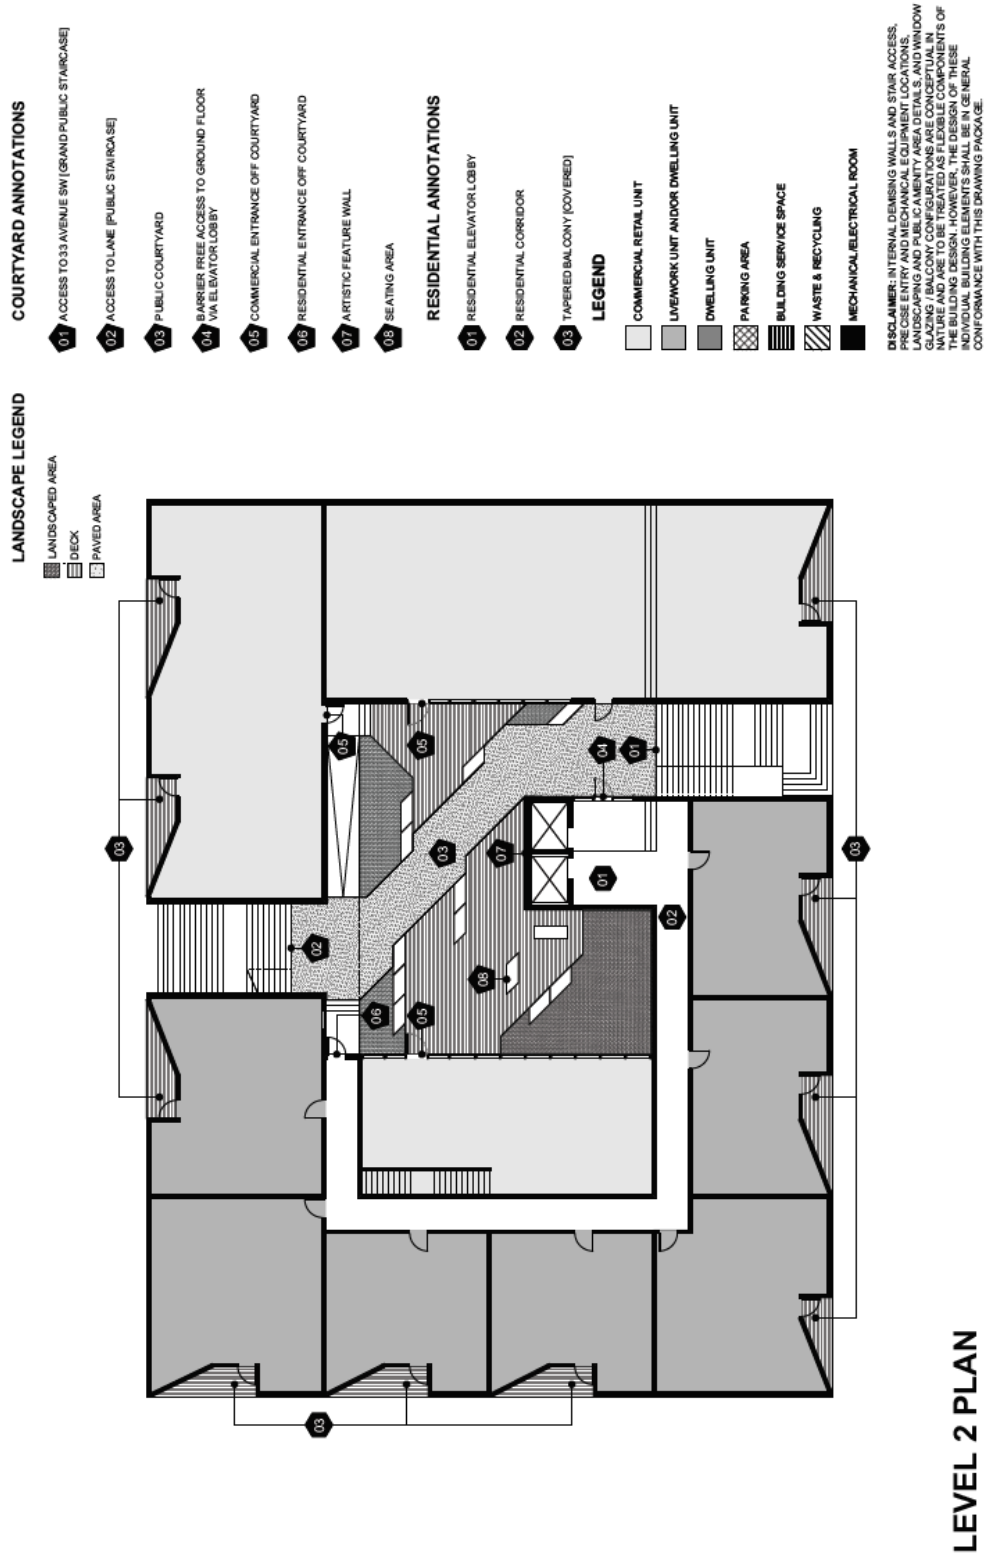 LANDSCAPE LEGEND
LANDSCAPED AREA
DECK
PAVED AREA
COURTYARD ANNOTATIONS
01 ACCESS TO 33 AVENUE SW [GRAND PUBLIC STAIRCASE]
02 ACCESS TO LANE [PUBLIC STAIRCASE]
03 PUBLIC COURTYARD
04 BARRIER FREE ACCESS TO GROUND FLOOR
VIA ELEVATOR LOBBY
05 COMMERCIAL ENTRANCE OFF COURTYARD
06 RESIDENTIAL ENTRANCE OFF COURTYARD
07 ARTISTIC FEATURE WALL
08 SEATING AREA
RESIDENTIAL ANNOTATIONS
01 RESIDENTIAL ELEVATOR LOBBY
02 RESIDENTIAL CORRIDOR
03 TAPERED BALCONY [COVERED]
LEGEND
COMMERCIAL RETAIL UNIT
LIVE/WORK UNIT AND/OR DWELLING UNIT
DWELLING UNIT
PARKING AREA
BUILDING SERVICE SPACE
WASTE & RECYCLING
MECHANICAL/ELECTRICAL ROOM
DISCLAIMER: INTERNAL DEMISING WALLS AND STAIR ACCESS,
PRECISE ENTRY AND MECHANICAL EQUIPMENT LOCATIONS,
LANDSCAPING AND PUBLIC AMENITY AREA DETAILS, AND WINDOW
GLAZING / BALCONY CONFIGURATIONS ARE CONCEPTUAL IN
NATURE AND ARE TO BE TREATED AS FLEXIBLE COMPONENTS OF
THE BUILDING DESIGN. HOWEVER, THE DESIGN OF THESE
INDIVIDUAL BUILDING ELEMENTS SHALL BE IN GENERAL
CONFORMANCE WITH THIS DRAWING PACKAGE.
03
03
02
06
05
05
05
03
08
07
04
01
01
02
03
03
LEVEL 2 PLAN